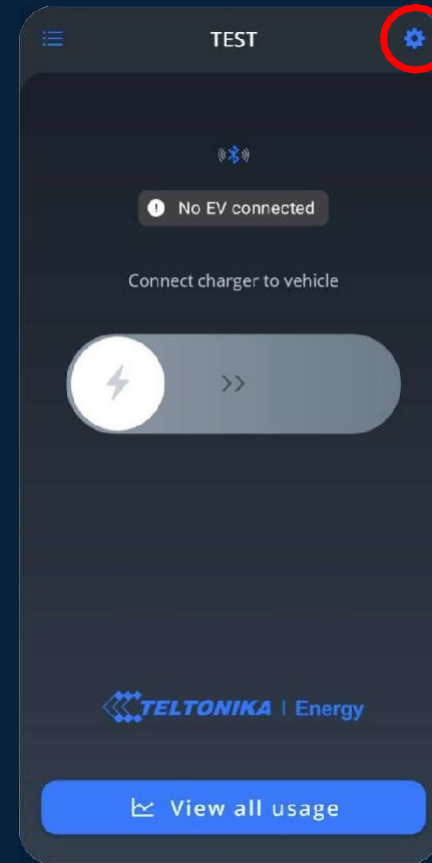 TEST
No EV connected
Connect charger to vehicle
TELTONIKA | Energy
View all usage